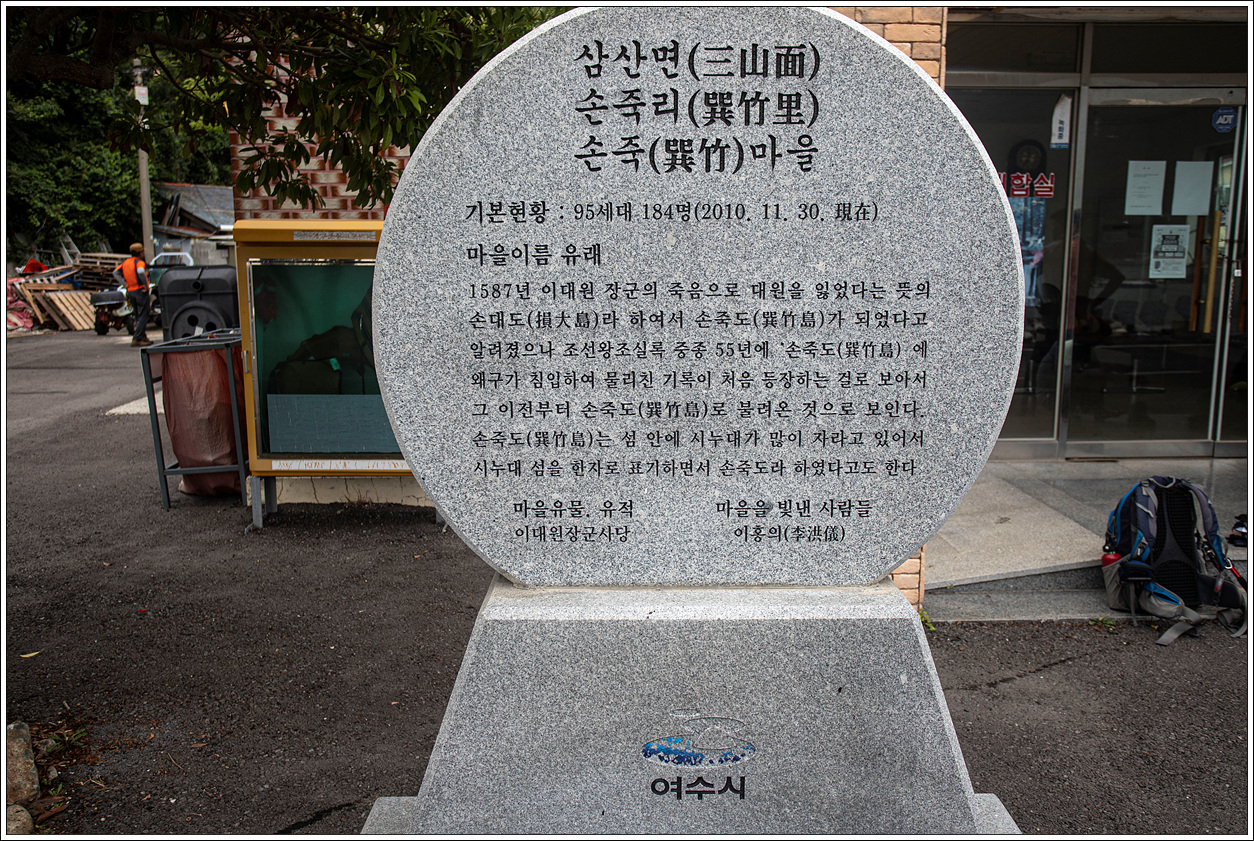 삼산면(三山面)
손죽리(巽竹里)
손죽(巽竹)마을
기본현황 : 95세대 184명(2010. 11. 30. 現在)
마을이름 유래
1587년 이대원 장군의 죽음으로 대원을 잃었다는 뜻의
손대도(損大島)라 하여서 손죽도(巽竹島)가 되었다고
알려졌으나 조선왕조실록 중종 55년에 '손죽도(巽竹島) 에
왜구가 침입하여 물리친 기록이 처음 등장하는 걸로 보아서
그 이전부터 손죽도(巽竹島)로 불려온 것으로 보인다.
손죽도(巽竹島)는 섬 안에 시누대가 많이 자라고 있어서
시누대 섬을 한자로 표기하면서 손죽도라 하였다고도 한다
마을유물. 유적
이대원장군사당
마을을 빛낸 사람들
이홍의(李洪儀)
여수시
합실
ADT